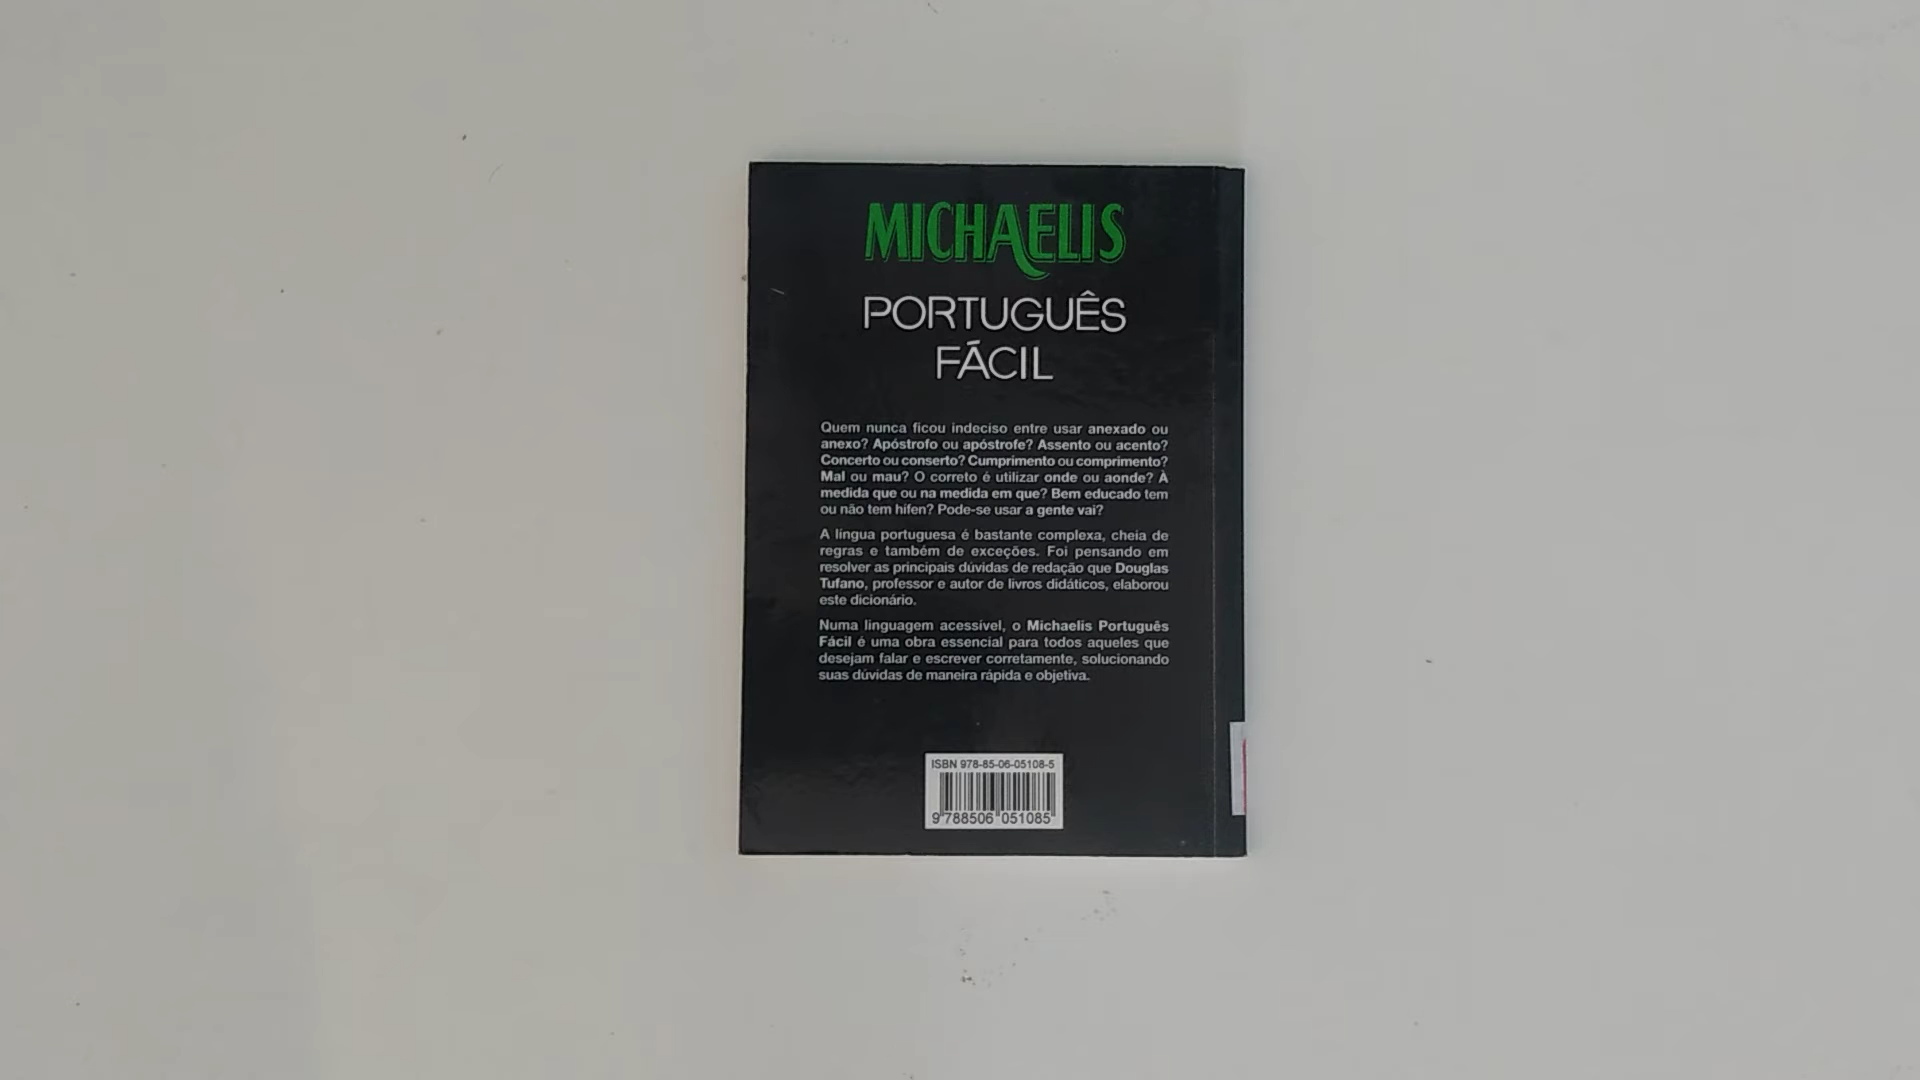 MICHAELIS
PORTUGUÊS
FÁCIL
Quem nunca ficou indeciso entre usar anexado ou
anexo? Apóstrofo ou apóstrofe? Assento ou acento?
Concerto ou conserto? Cumprimento ou comprimento?
Mal ou mau? O correto é utilizar onde ou aonde? À
medida que ou na medida em que? Bem educado tem
ou não tem hífen? Pode-se usar a gente vai?
A língua portuguesa é bastante complexa, cheia de
regras e também de exceções. Foi pensando em
resolver as principais dúvidas de redação que Douglas
Tufano, professor e autor de livros didáticos, elaborou
este dicionário.
Numa linguagem acessível, o Michaelis Português
Fácil é uma obra essencial para todos aqueles que
desejam falar e escrever corretamente, solucionando
suas dúvidas de maneira rápida e objetiva.
ISBN 978-85-06-05108-5
9 788506 051085